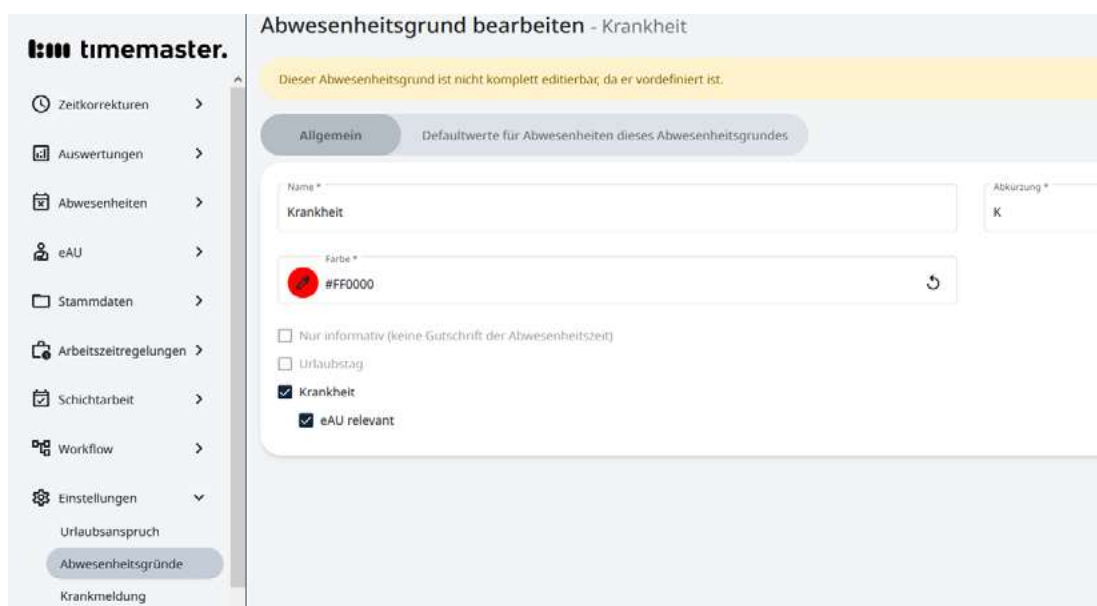 timemaster.
Zeitkorrekturen
Auswertungen
Abwesenheiten
eAU
Stammdaten
Arbeitszeitregelungen
Schichtarbeit
Workflow
Einstellungen
Urlaubsanspruch
Abwesenheitsgründe
Krankmeldung
Abwesenheitsgrund bearbeiten - Krankheit
Dieser Abwesenheitsgrund ist nicht komplett editierbar, da er vordefiniert ist.
Allgemein Defaultwerte für Abwesenheiten dieses Abwesenheitsgrundes
Name * Abkürzung *
Krankheit K
Farbe *
#FF0000
Nur informativ (keine Gutschrift der Abwesenheitszeit)
Urlaubstag
Krankheit
eAU relevant